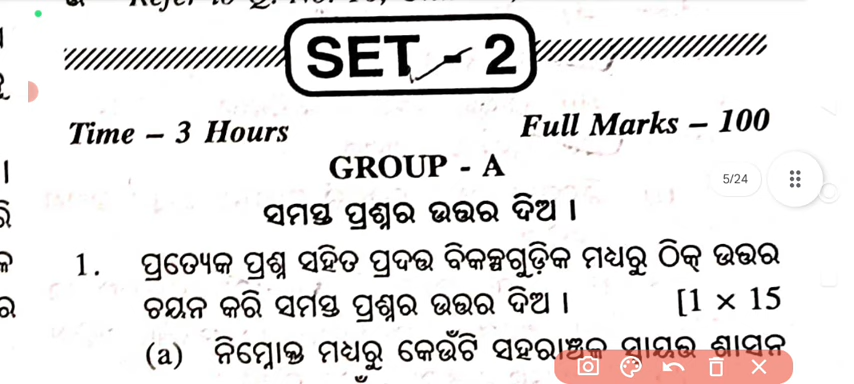 SET - 2
Time – 3 Hours
Full Marks – 100
GROUP - A
5/24
ସମସ୍ତ ପ୍ରଶ୍ନର ଉତ୍ତର ଦିଅ ।
1. ପ୍ରତ୍ୟେକ ପ୍ରଶ୍ନ ସହିତ ପ୍ରଦତ୍ତ ବିକଳ୍ପଗୁଡ଼ିକ ମଧ୍ୟରୁ ଠିକ୍ ଉତ୍ତର
ଚୟନ କରି ସମସ୍ତ ପ୍ରଶ୍ନର ଉତ୍ତର ଦିଅ । [1 × 15
(a) ନିମ୍ନୋକ୍ତ ମଧ୍ୟରୁ କେଉଁଟି ସହରାଞ୍ଚଳ ସ୍ୱାୟତ୍ତ ଶାସନ